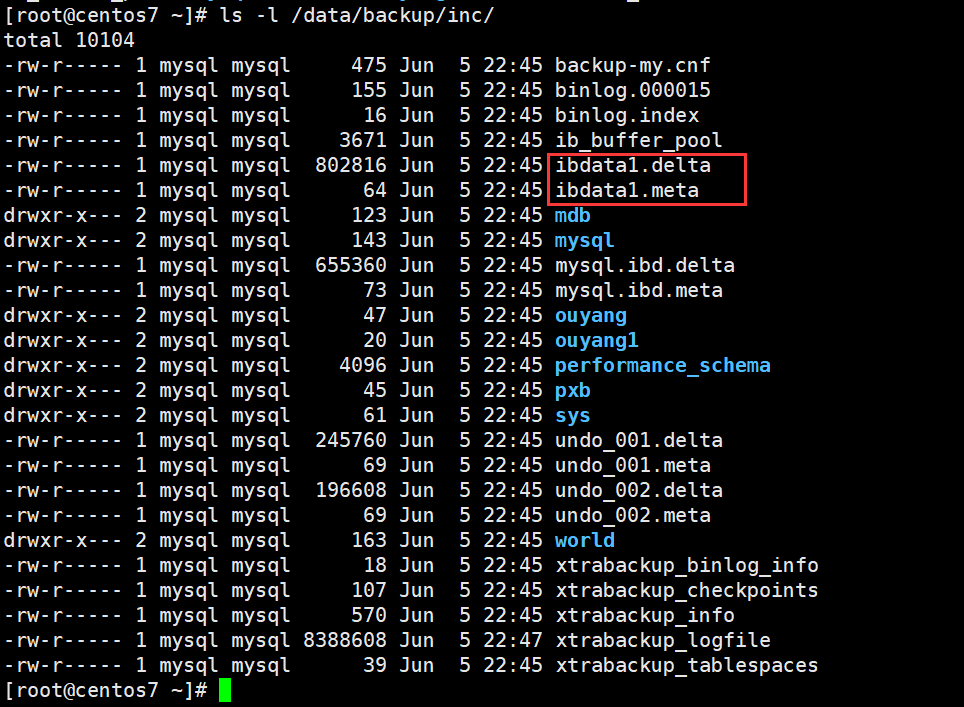 [root@centos7 ~]# ls -l /data/backup/inc/
total 10104
-rw-r----- 1 mysql mysql     475 Jun  5 22:45 backup-my.cnf
-rw-r----- 1 mysql mysql     155 Jun  5 22:45 binlog.000015
-rw-r----- 1 mysql mysql      16 Jun  5 22:45 binlog.index
-rw-r----- 1 mysql mysql    3671 Jun  5 22:45 ib_buffer_pool
-rw-r----- 1 mysql mysql  802816 Jun  5 22:45 ibdata1.delta
-rw-r----- 1 mysql mysql      64 Jun  5 22:45 ibdata1.meta
drwxr-x--- 2 mysql mysql     123 Jun  5 22:45 mdb
drwxr-x--- 2 mysql mysql     143 Jun  5 22:45 mysql
-rw-r----- 1 mysql mysql  655360 Jun  5 22:45 mysql.ibd.delta
-rw-r----- 1 mysql mysql      73 Jun  5 22:45 mysql.ibd.meta
drwxr-x--- 2 mysql mysql      47 Jun  5 22:45 ouyang
drwxr-x--- 2 mysql mysql      20 Jun  5 22:45 ouyang1
drwxr-x--- 2 mysql mysql    4096 Jun  5 22:45 performance_schema
drwxr-x--- 2 mysql mysql      45 Jun  5 22:45 pxb
drwxr-x--- 2 mysql mysql      61 Jun  5 22:45 sys
-rw-r----- 1 mysql mysql  245760 Jun  5 22:45 undo_001.delta
-rw-r----- 1 mysql mysql      69 Jun  5 22:45 undo_001.meta
-rw-r----- 1 mysql mysql  196608 Jun  5 22:45 undo_002.delta
-rw-r----- 1 mysql mysql      69 Jun  5 22:45 undo_002.meta
drwxr-x--- 2 mysql mysql     163 Jun  5 22:45 world
-rw-r----- 1 mysql mysql      18 Jun  5 22:45 xtrabackup_binlog_info
-rw-r----- 1 mysql mysql     107 Jun  5 22:45 xtrabackup_checkpoints
-rw-r----- 1 mysql mysql     570 Jun  5 22:45 xtrabackup_info
-rw-r----- 1 mysql mysql 8388608 Jun  5 22:47 xtrabackup_logfile
-rw-r----- 1 mysql mysql      39 Jun  5 22:45 xtrabackup_tablespaces
[root@centos7 ~]#